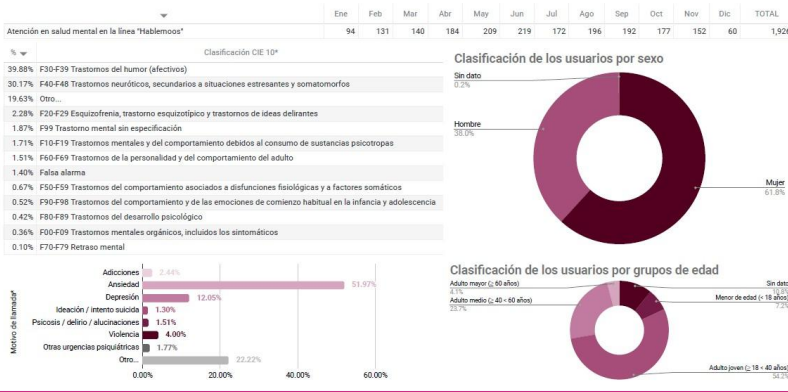 Ene Feb Mar Abr May Jun Jul Ago Sep Oct Nov Dic TOTAL
Atención en salud mental en la línea "Hablemoos" 94 131 140 184 209 219 172 196 192 177 152 60 1,926
% Clasificación CIE 10*
39.88% F30-F39 Trastornos del humor (afectivos)
30.17% F40-F48 Trastornos neuróticos, secundarios a situaciones estresantes y somatomorfos
19.63% Otro...
2.28% F20-F29 Esquizofrenia, trastorno esquizotípico y trastornos de ideas delirantes
1.87% F99 Trastorno mental sin especificación
1.71% F10-F19 Trastornos mentales y del comportamiento debidos al consumo de sustancias psicotropas
1.51% F60-F69 Trastornos de la personalidad y del comportamiento del adulto
1.40% Falsa alarma
0.67% F50-F59 Trastornos del comportamiento asociados a disfunciones fisiológicas y a factores somáticos
0.52% F90-F98 Trastornos del comportamiento y de las emociones de comienzo habitual en la infancia y adolescencia
0.42% F80-F89 Trastornos del desarrollo psicológico
0.36% F00-F09 Trastornos mentales orgánicos, incluidos los sintomáticos
0.10% F70-F79 Retraso mental
Clasificación de los usuarios por sexo
Sin dato
0.2%
Hombre
38.0%
Mujer
61.8%
Motivo de llamada*
Adicciones 2.44%
Ansiedad 51.97%
Depresión 12.05%
Ideación / intento suicida 1.30%
Psicosis / delirio / alucinaciones 1.51%
Violencia 4.00%
Otras urgencias psiquiátricas 1.77%
Otro... 22.22%
0.00% 20.00% 40.00% 60.00%
Clasificación de los usuarios por grupos de edad
Adulto mayor (≥ 60 años)
4.1%
Adulto medio (≥ 40 < 60 años)
23.7%
Sin dato
10.8%
Menor de edad (< 18 años)
7.2%
Adulto joven (≥ 18 < 40 años)
54.2%